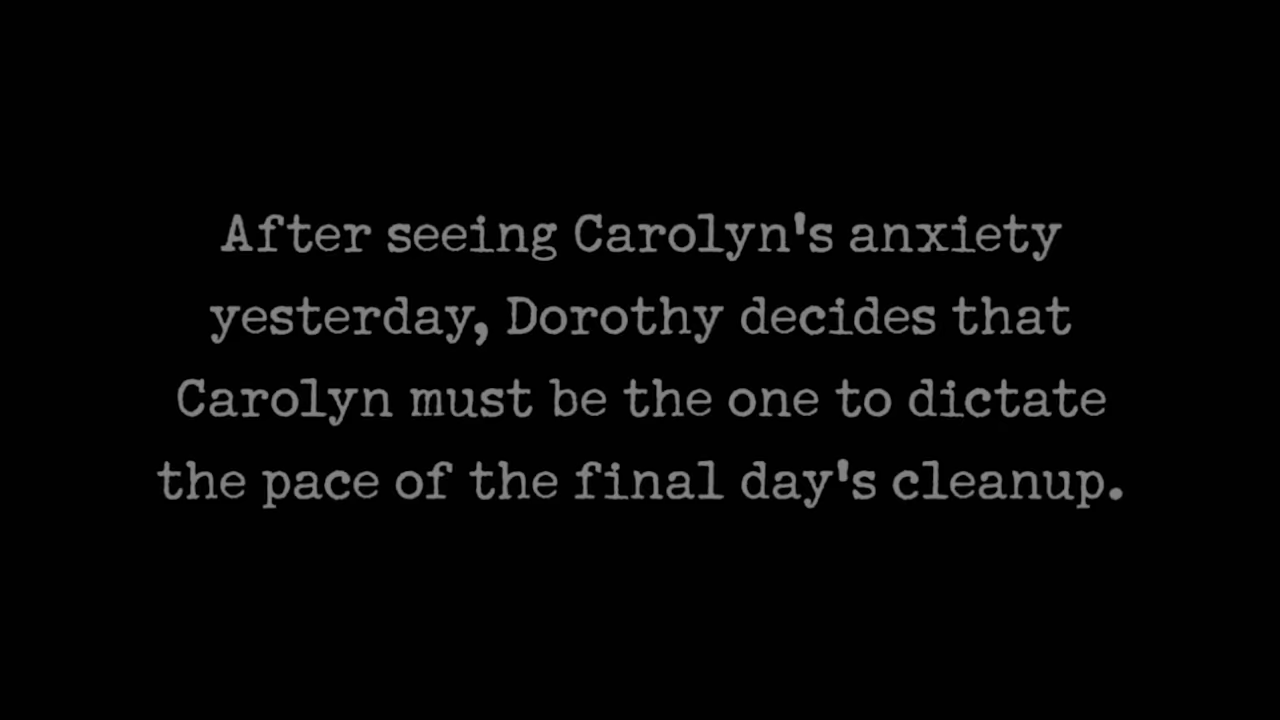 After seeing Carolyn's anxiety
yesterday, Dorothy decides that
Carolyn must be the one to dictate
the pace of the final day's cleanup.